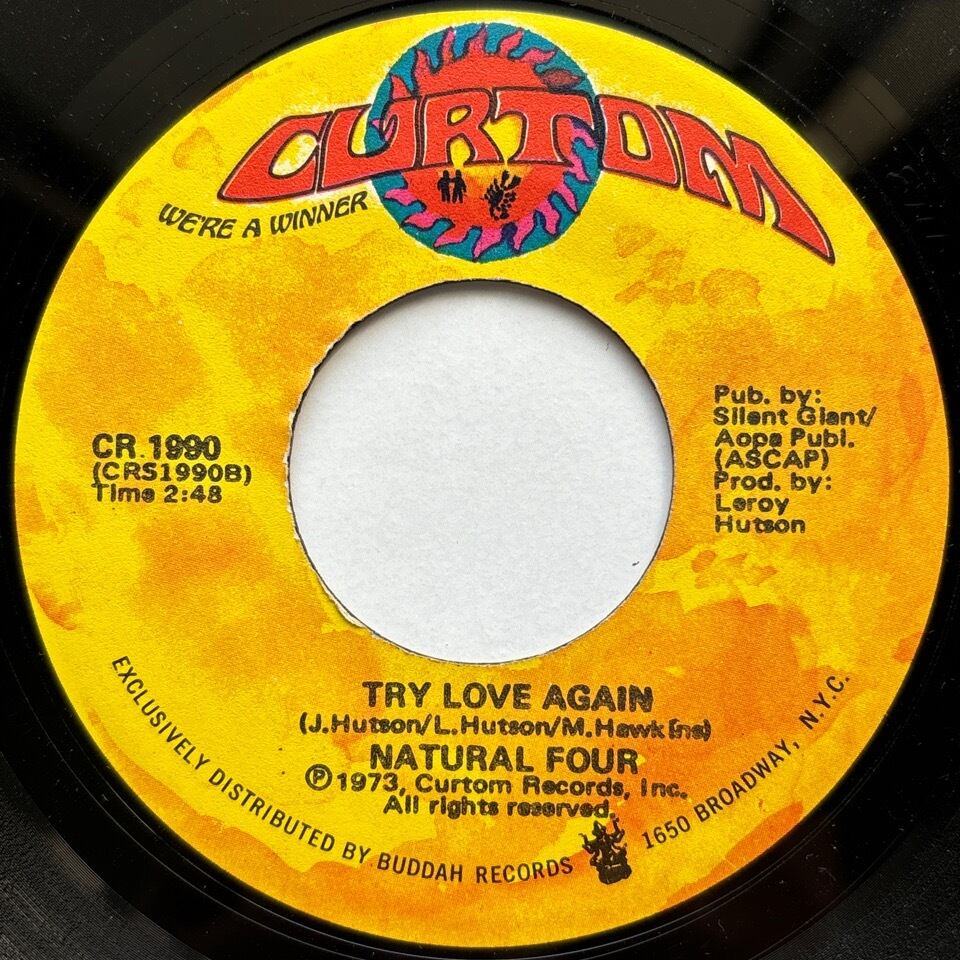 CURTOM
WE'RE A WINNER
CR 1990
(CRS1990B)
Time 2:48
Pub. by:
Silent Giant/
Aopa Publ.
(ASCAP)
Prod. by:
Leroy
Hutson
TRY LOVE AGAIN
(J.Hutson/L.Hutson/M.Hawkins)
NATURAL FOUR
℗1973, Curtom Records, Inc.
All rights reserved.
EXCLUSIVELY DISTRIBUTED BY BUDDAH RECORDS 1650 BROADWAY, N.Y.C.